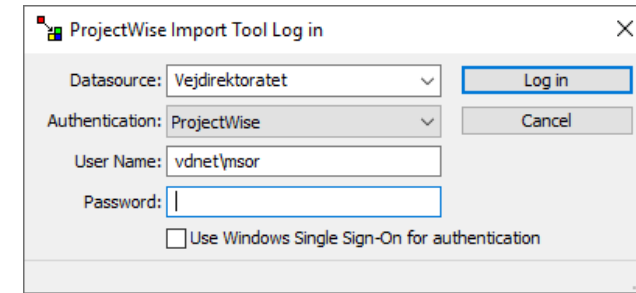 ProjectWise Import Tool Log in
Datasource: Vejdirektoratet Log in
Authentication: ProjectWise Cancel
User Name: vdnet\msor
Password:
Use Windows Single Sign-On for authentication